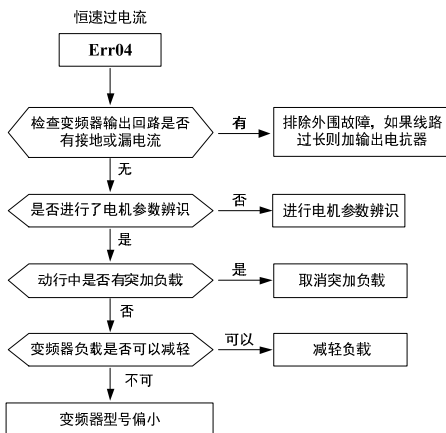 恒速过电流
Err04
检查变频器输出回路是否
有接地或漏电流
有
排除外围故障，如果线路
过长则加输出电抗器
无
是否进行了电机参数辨识
否
进行电机参数辨识
是
动行中是否有突加负载
是
取消突加负载
否
变频器负载是否可以减轻
可以
减轻负载
不可
变频器型号偏小